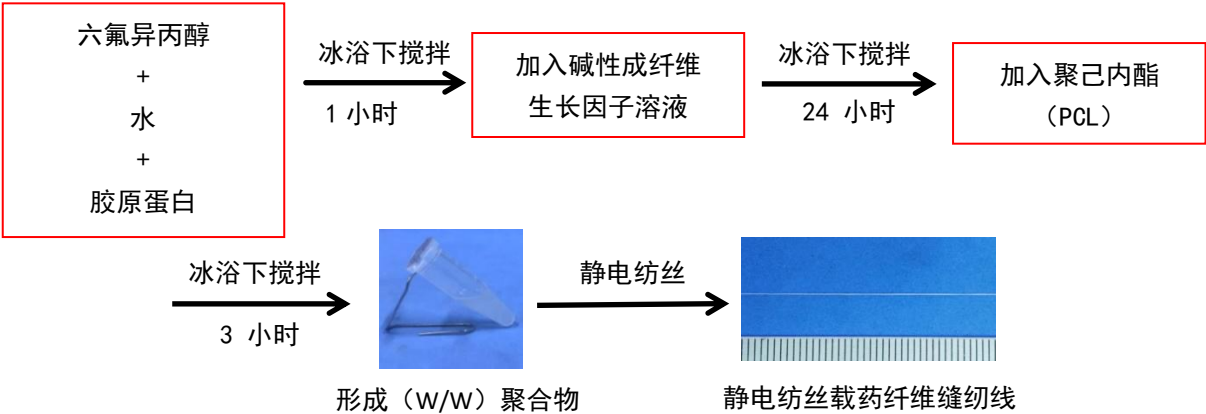 六氟异丙醇
+
水
+
胶原蛋白
冰浴下搅拌
1 小时
加入碱性成纤维
生长因子溶液
冰浴下搅拌
24 小时
加入聚己内酯
（PCL）
冰浴下搅拌
3 小时
形成（W/W）聚合物
静电纺丝
静电纺丝载药纤维缝纫线